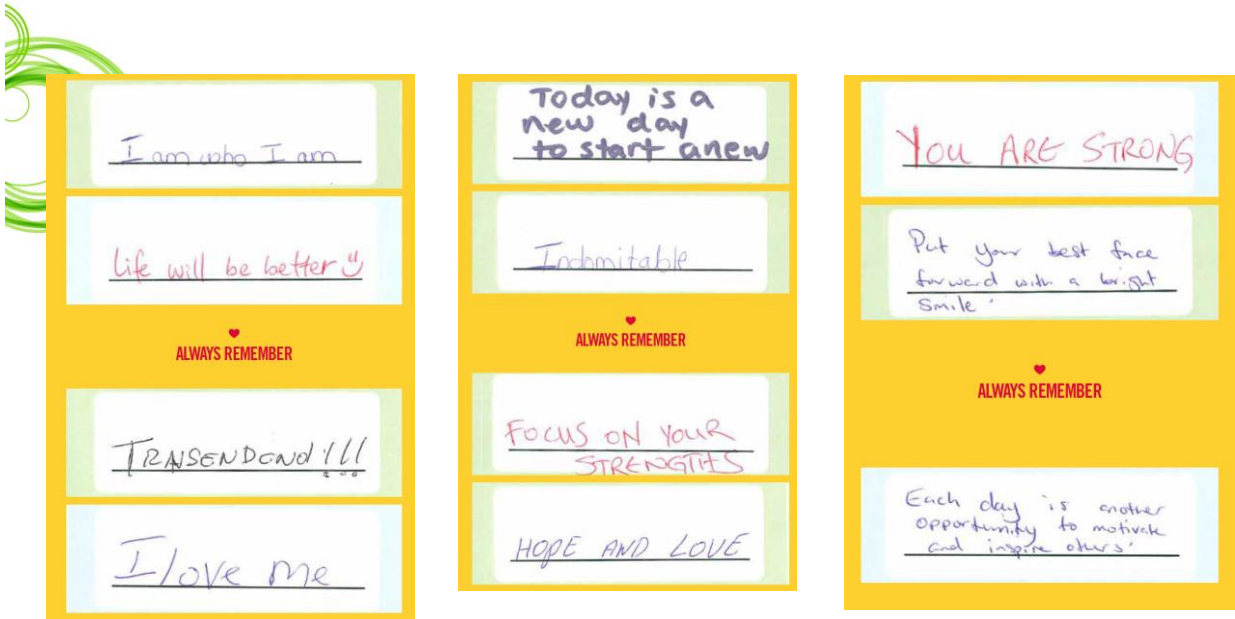 I am who I am
Life will be better
ALWAYS REMEMBER
TRANSENDEND!!!
I love me
Today is a
new day
to start anew
Indomitable
ALWAYS REMEMBER
FOCUS ON YOUR
STRENGTHS
HOPE AND LOVE
YOU ARE STRONG
Put your best face
forward with a bright
smile'
ALWAYS REMEMBER
Each day is another
opportunity to motivate
and inspire others'